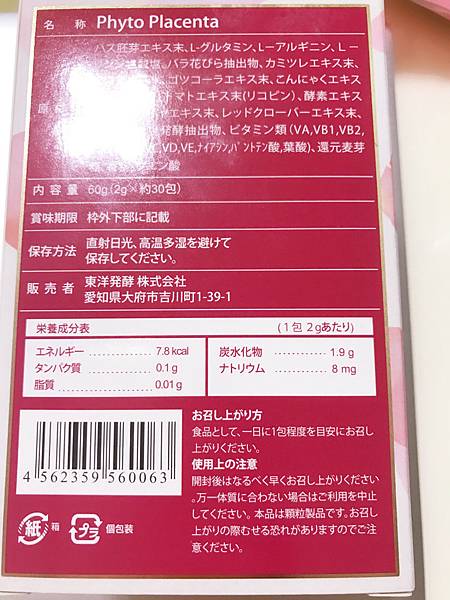 名 称 Phyto Placenta
ハス胚芽エキス末、L-グルタミン、L-アルギニン、L-
塩酸塩、バラ花びら抽出物、カミツレエキス末、
ゴツコーラエキス末、こんにゃくエキス
トマトエキス末(リコピン)、酵素エキス
エキス末、レッドクローバーエキス末、
発酵抽出物、ビタミン類(VA,VB1,VB2,
VC,VD,VE,ナイアシン,パントテン酸,葉酸)、還元麦芽
酸
内 容 量 60g(2g×約30包)
賞味期限 枠外下部に記載
保存方法 直射日光、高温多湿を避けて
保存してください。
販 売 者 東洋発酵 株式会社
愛知県大府市吉川町1-39-1
栄養成分表 (1包 2gあたり)
エネルギー ............... 7.8 kcal
タンパク質 ............... 0.1 g
脂質 ............... 0.01 g
炭水化物 ............... 1.9 g
ナトリウム ............... 8 mg
お召し上がり方
食品として、一日に1包程度を目安にお召し
上がりください。
使用上の注意
開封後はなるべく早くお召し上がりください
。万一体質に合わない場合はご利用を中止
してください。 本品は顆粒製品です。お召し
上がりの際むせる恐れがありますのでご注
意ください。
4 562359 560063
紙 箱
プラ 個包装